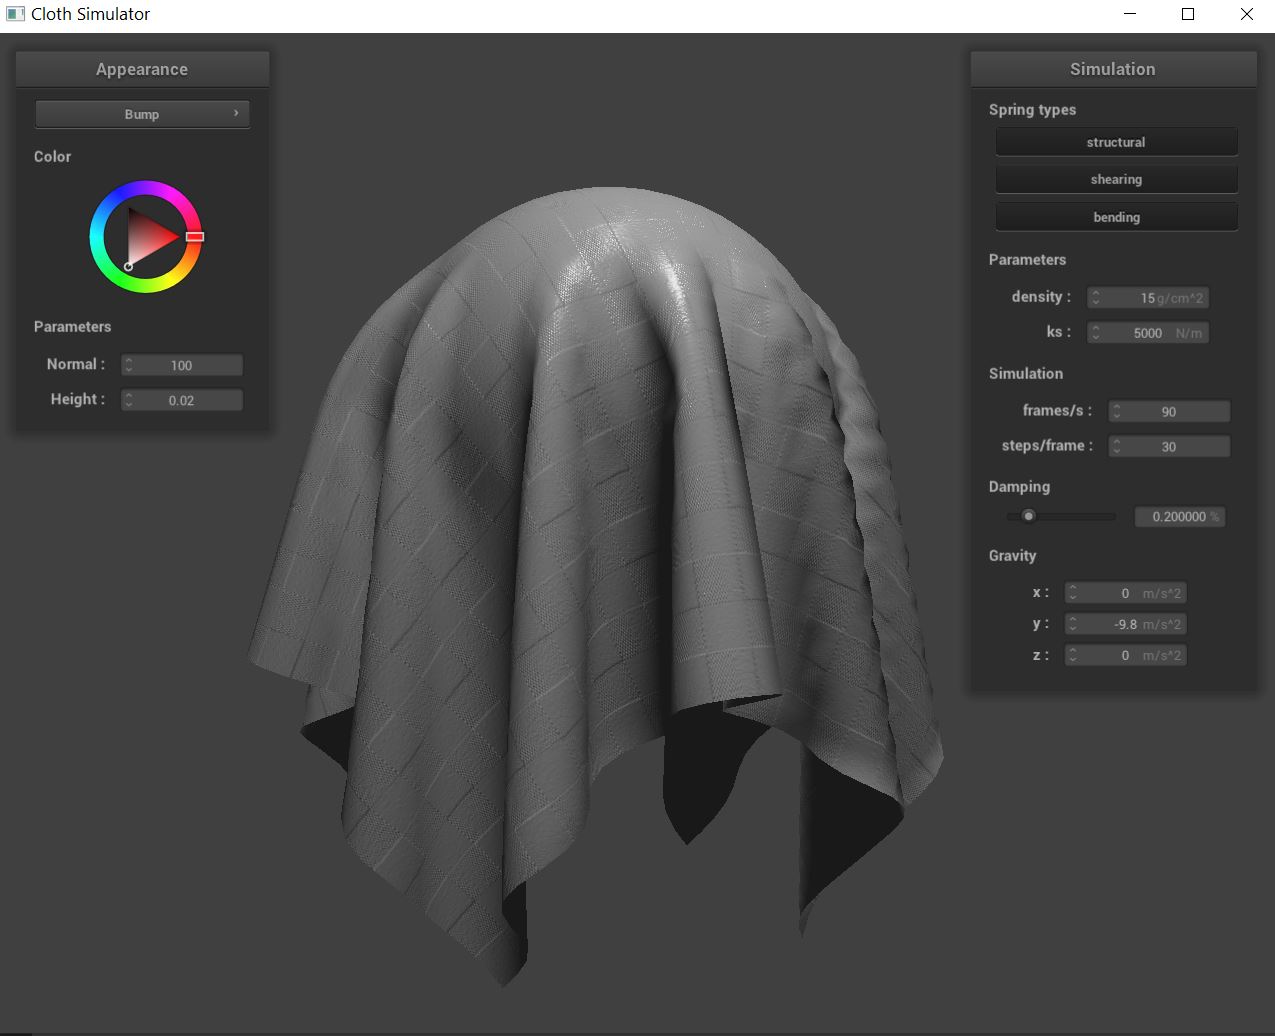 Cloth Simulator
Appearance
Bump
Color
Parameters
Normal : 100
Height : 0.02
Simulation
Spring types
structural
shearing
bending
Parameters
density : 15 g/cm^2
ks : 5000 N/m
Simulation
frames/s : 90
steps/frame : 30
Damping
0.200000 %
Gravity
x : 0 m/s^2
y : -9.8 m/s^2
z : 0 m/s^2